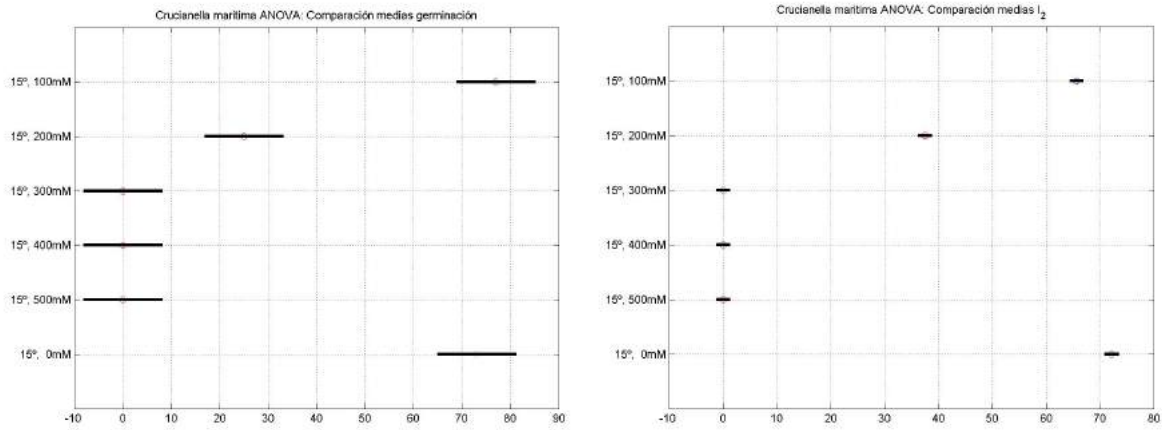 Crucianella maritima ANOVA: Comparación medias germinación
15º, 100mM
15º, 200mM
15º, 300mM
15º, 400mM
15º, 500mM
15º, 0mM
-10 0 10 20 30 40 50 60 70 80 90
Crucianella maritima ANOVA: Comparación medias I2
15º, 100mM
15º, 200mM
15º, 300mM
15º, 400mM
15º, 500mM
15º, 0mM
-10 0 10 20 30 40 50 60 70 80